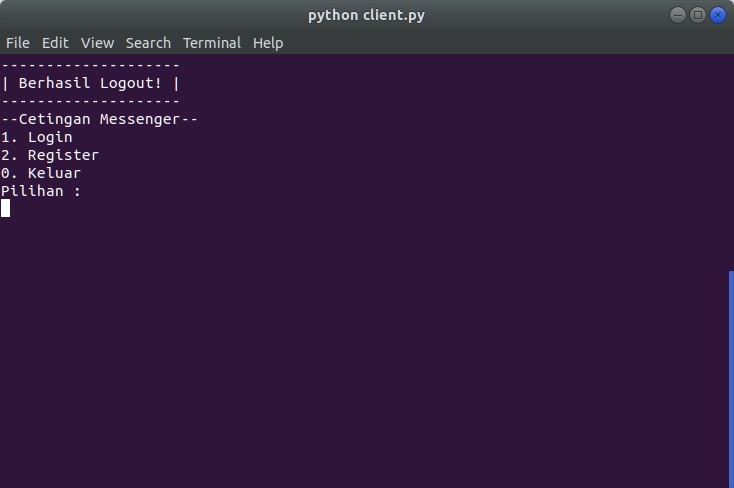 python client.py
File Edit View Search Terminal Help
--------------------
| Berhasil Logout! |
--------------------
--Cetingan Messenger--
1. Login
2. Register
0. Keluar
Pilihan :